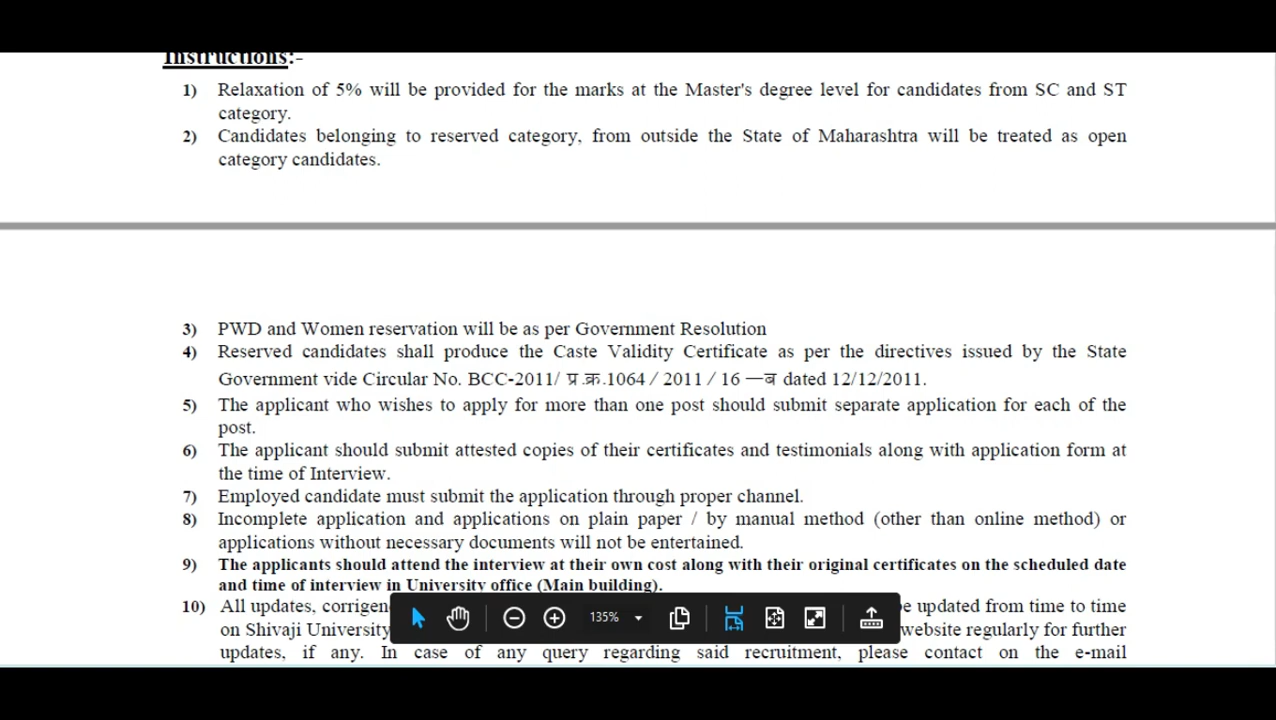 Instructions:-
1) Relaxation of 5% will be provided for the marks at the Master's degree level for candidates from SC and ST
category.
2) Candidates belonging to reserved category, from outside the State of Maharashtra will be treated as open
category candidates.
3) PWD and Women reservation will be as per Government Resolution
4) Reserved candidates shall produce the Caste Validity Certificate as per the directives issued by the State
Government vide Circular No. BCC-2011/ प्र.क्र.1064 / 2011 / 16 —ब dated 12/12/2011.
5) The applicant who wishes to apply for more than one post should submit separate application for each of the
post.
6) The applicant should submit attested copies of their certificates and testimonials along with application form at
the time of Interview.
7) Employed candidate must submit the application through proper channel.
8) Incomplete application and applications on plain paper / by manual method (other than online method) or
applications without necessary documents will not be entertained.
9) The applicants should attend the interview at their own cost along with their original certificates on the scheduled date
and time of interview in University office (Main building).
10) All updates, updated from time to time
on Shivaji University website regularly for further
updates, if any. In case of any query regarding said recruitment, please contact on the e-mail
135%